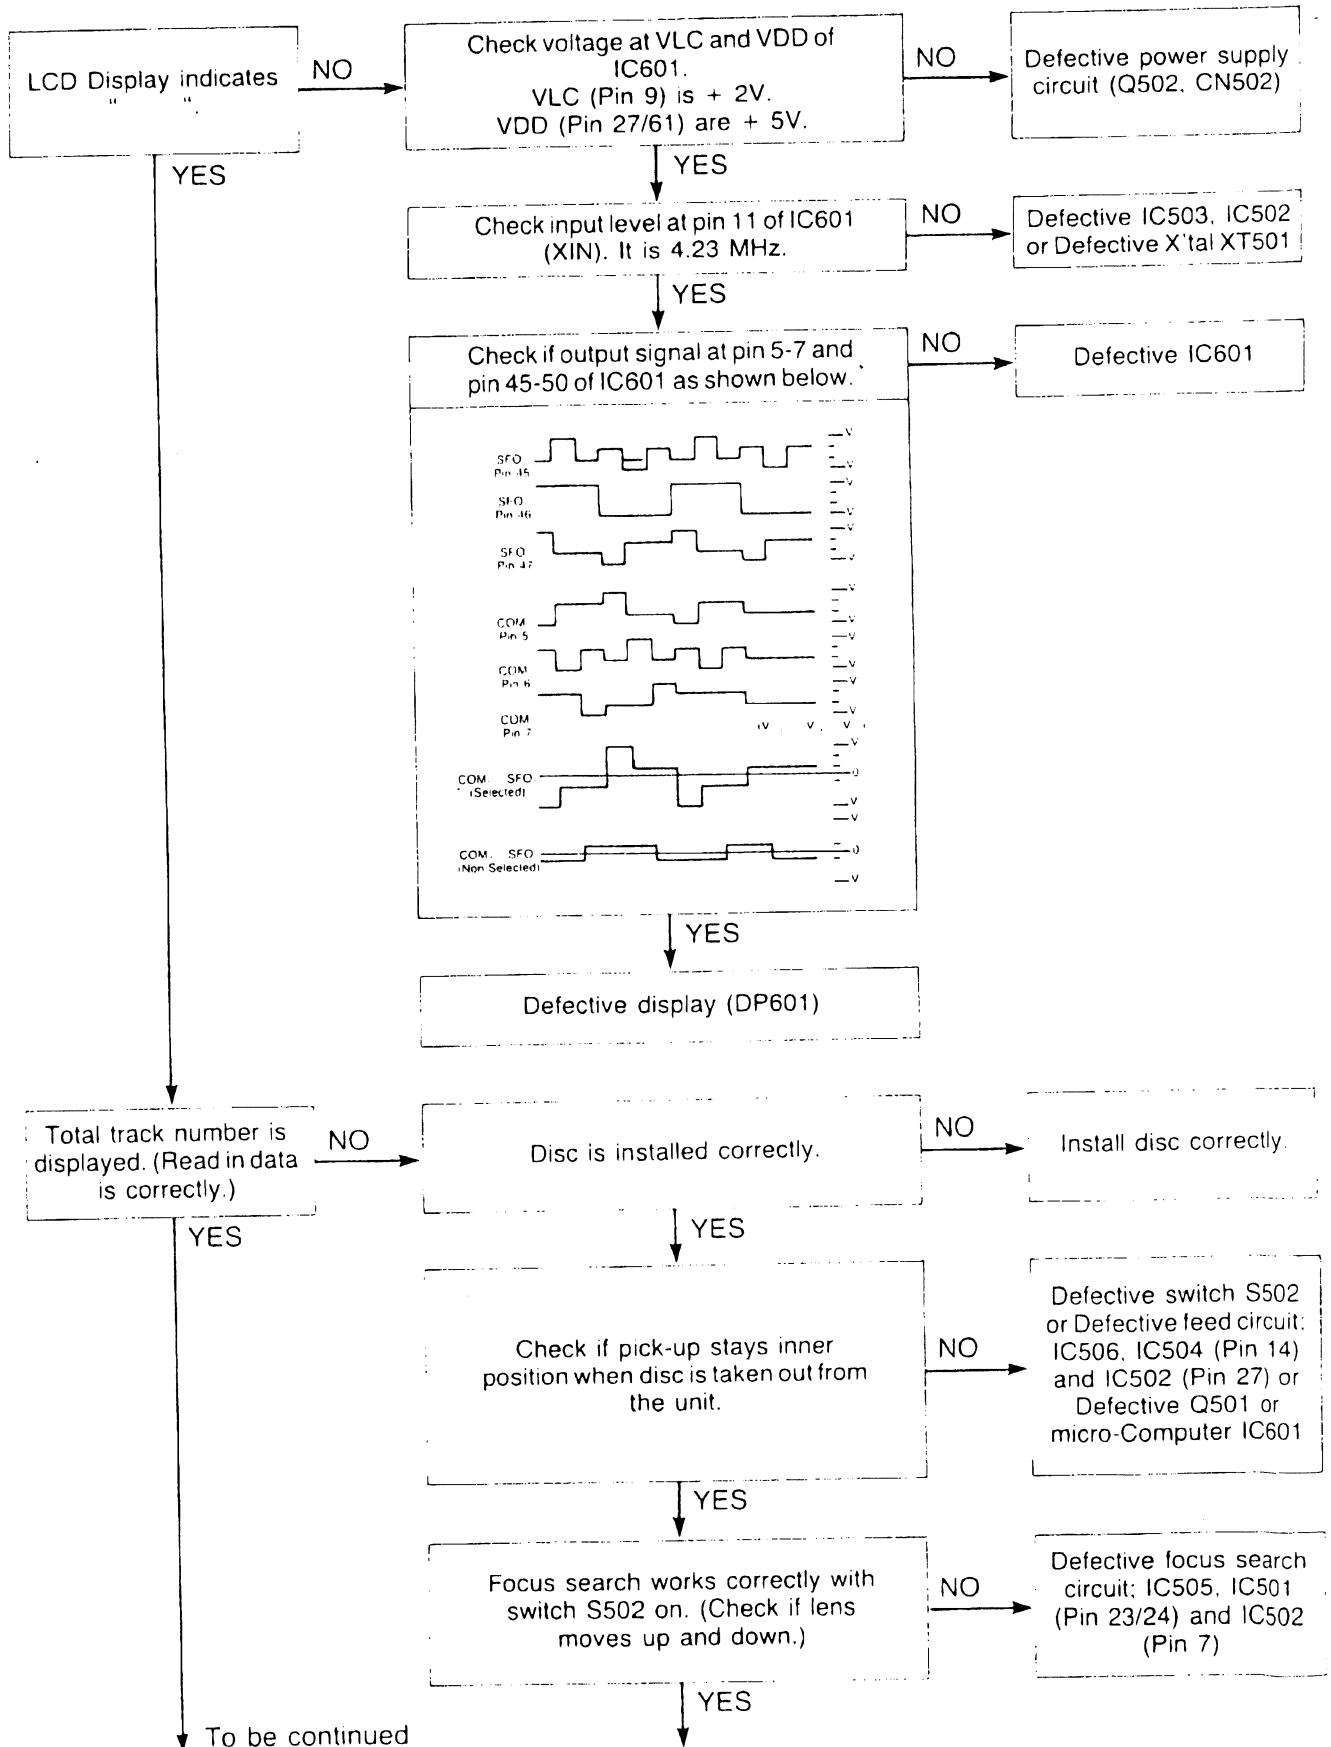 LCD Display indicates
“ “.
NO
Check voltage at VLC and VDD of
IC601.
VLC (Pin 9) is + 2V.
VDD (Pin 27/61) are + 5V.
NO
Defective power supply
circuit (Q502, CN502)
YES
YES
Check input level at pin 11 of IC601
(XIN). It is 4.23 MHz.
NO
Defective IC503, IC502
or Defective X'tal XT501
YES
Check if output signal at pin 5-7 and
pin 45-50 of IC601 as shown below.
NO
Defective IC601
SFO
Pin 45
V
V
SFO
Pin 46
V
V
SFO
Pin 47
V
V
COM
Pin 5
V
V
COM
Pin 6
V
V
COM
Pin 7
V
V
V V V
COM. SFO
(Selected)
V
0
V
COM. SFO
(Non Selected)
V
0
V
YES
Defective display (DP601)
Total track number is
displayed. (Read in data
is correctly.)
NO
Disc is installed correctly.
NO
Install disc correctly.
YES
YES
Check if pick-up stays inner
position when disc is taken out from
the unit.
NO
Defective switch S502
or Defective feed circuit;
IC506, IC504 (Pin 14)
and IC502 (Pin 27) or
Defective Q501 or
micro-Computer IC601
YES
Focus search works correctly with
switch S502 on. (Check if lens
moves up and down.)
NO
Defective focus search
circuit; IC505, IC501
(Pin 23/24) and IC502
(Pin 7)
YES
To be continued